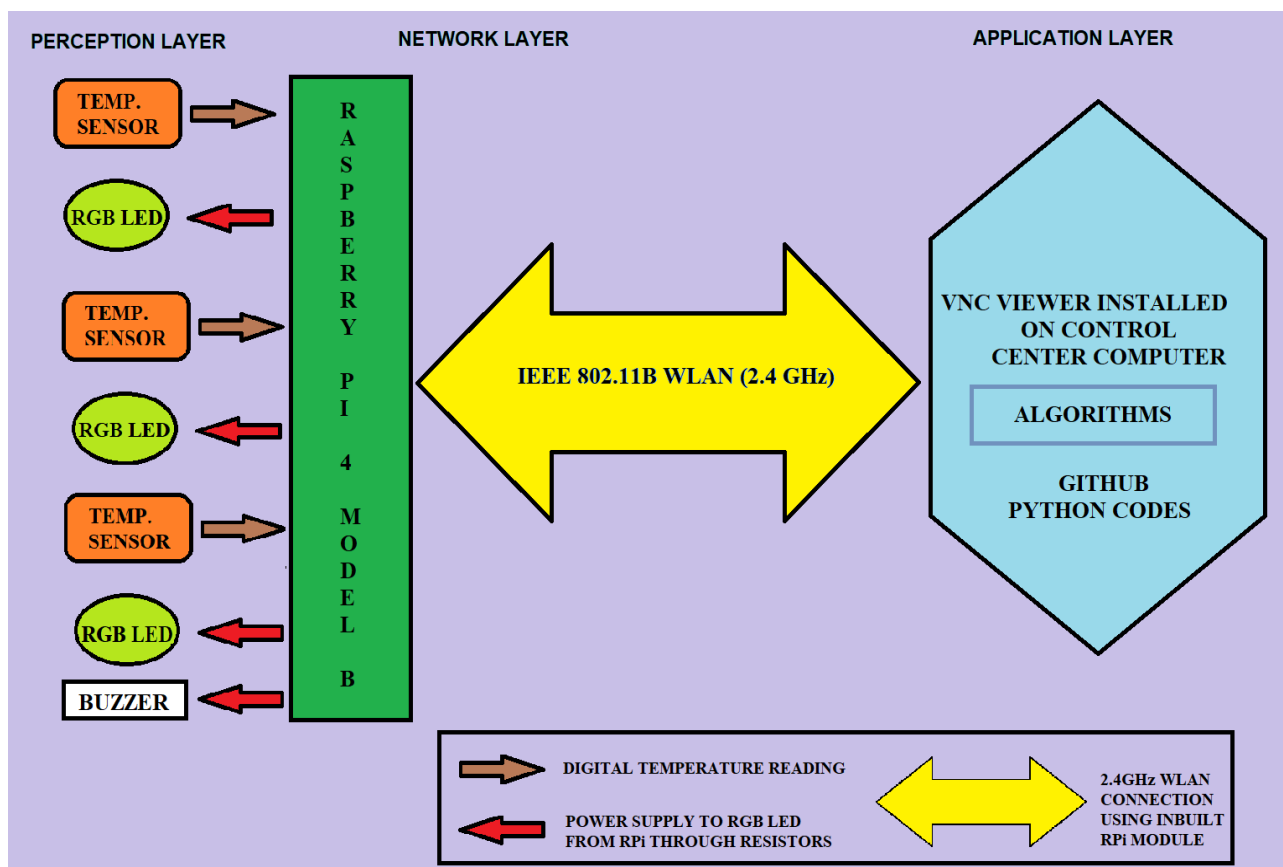 PERCEPTION LAYER
NETWORK LAYER
APPLICATION LAYER
TEMP.
SENSOR
RGB LED
TEMP.
SENSOR
RGB LED
TEMP.
SENSOR
RGB LED
BUZZER
RASPBERRY PI 4 MODEL B
IEEE 802.11B WLAN (2.4 GHz)
VNC VIEWER INSTALLED
ON CONTROL
CENTER COMPUTER
ALGORITHMS
GITHUB
PYTHON CODES
DIGITAL TEMPERATURE READING
POWER SUPPLY TO RGB LED
FROM RPi THROUGH RESISTORS
2.4GHz WLAN
CONNECTION
USING INBUILT
RPi MODULE